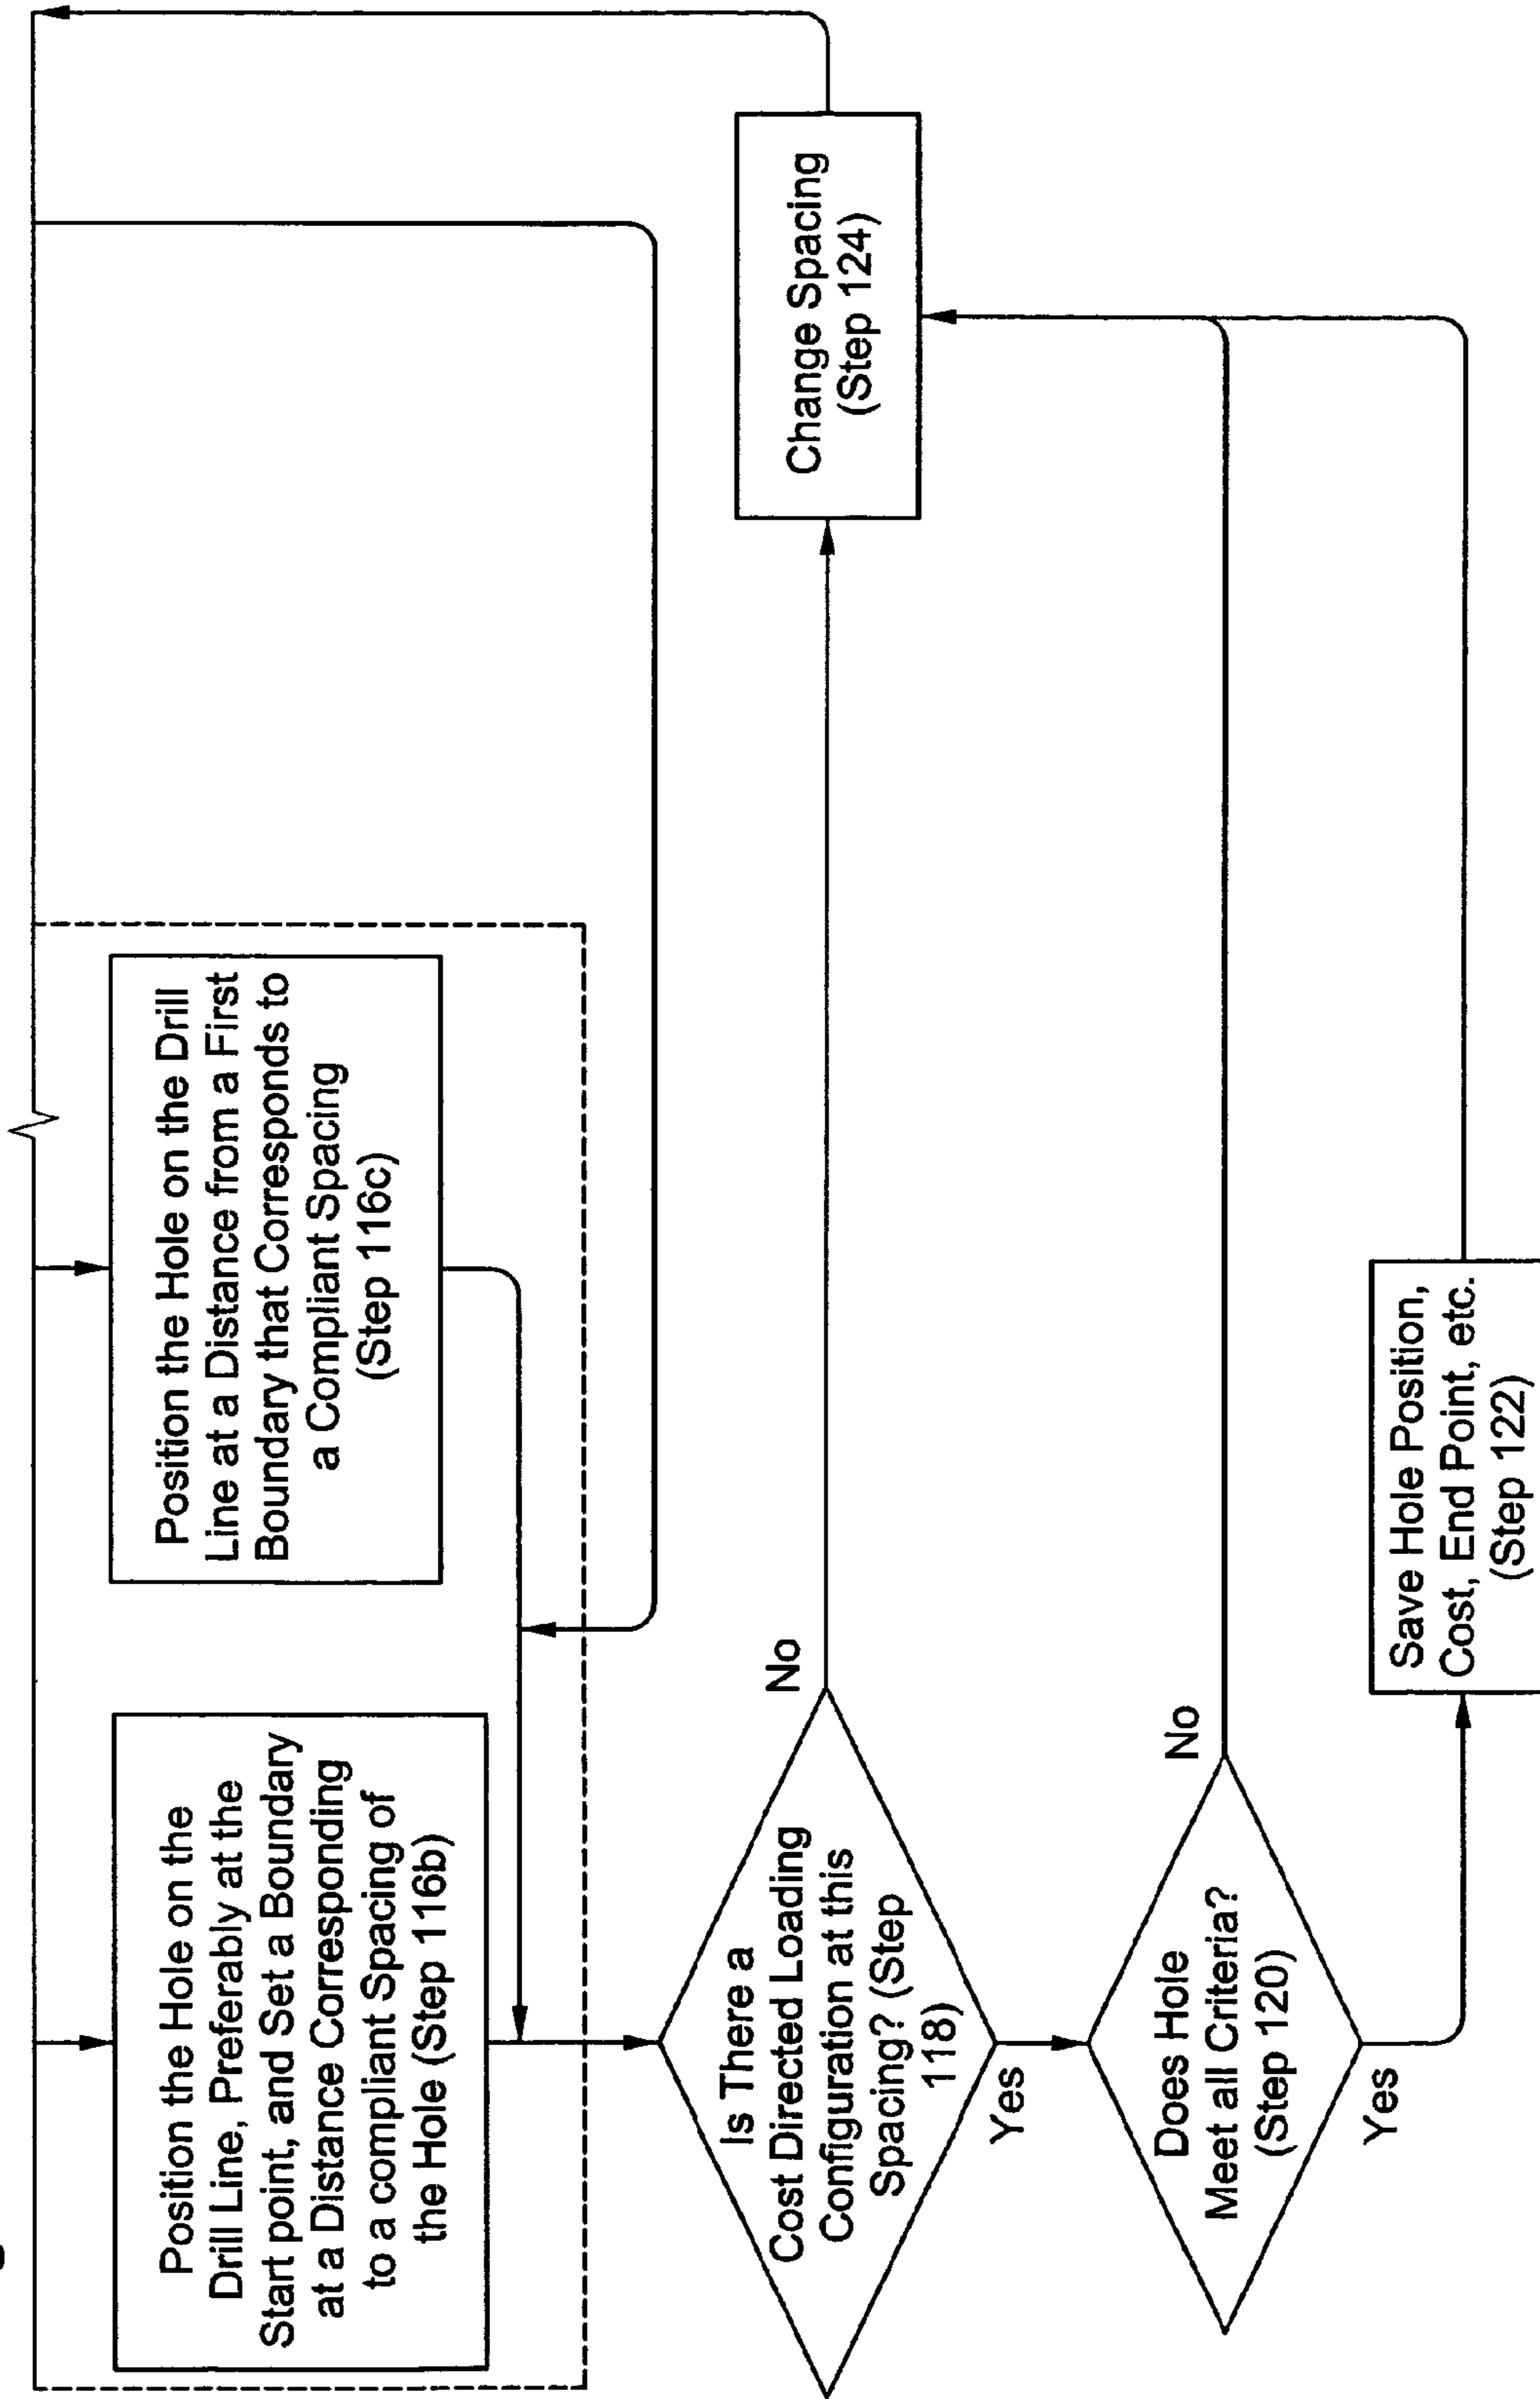 Position the Hole on the
Drill Line, Preferably at the
Start point, and Set a Boundary
at a Distance Corresponding
to a compliant Spacing of
the Hole (Step 116b)
Position the Hole on the Drill
Line at a Distance from a First
Boundary that Corresponds to
a Compliant Spacing
(Step 116c)
Is There a
Cost Directed Loading
Configuration at this
Spacing? (Step
118)
No
Yes
Change Spacing
(Step 124)
Does Hole
Meet all Criteria?
(Step 120)
No
Yes
Save Hole Position,
Cost, End Point, etc.
(Step 122)